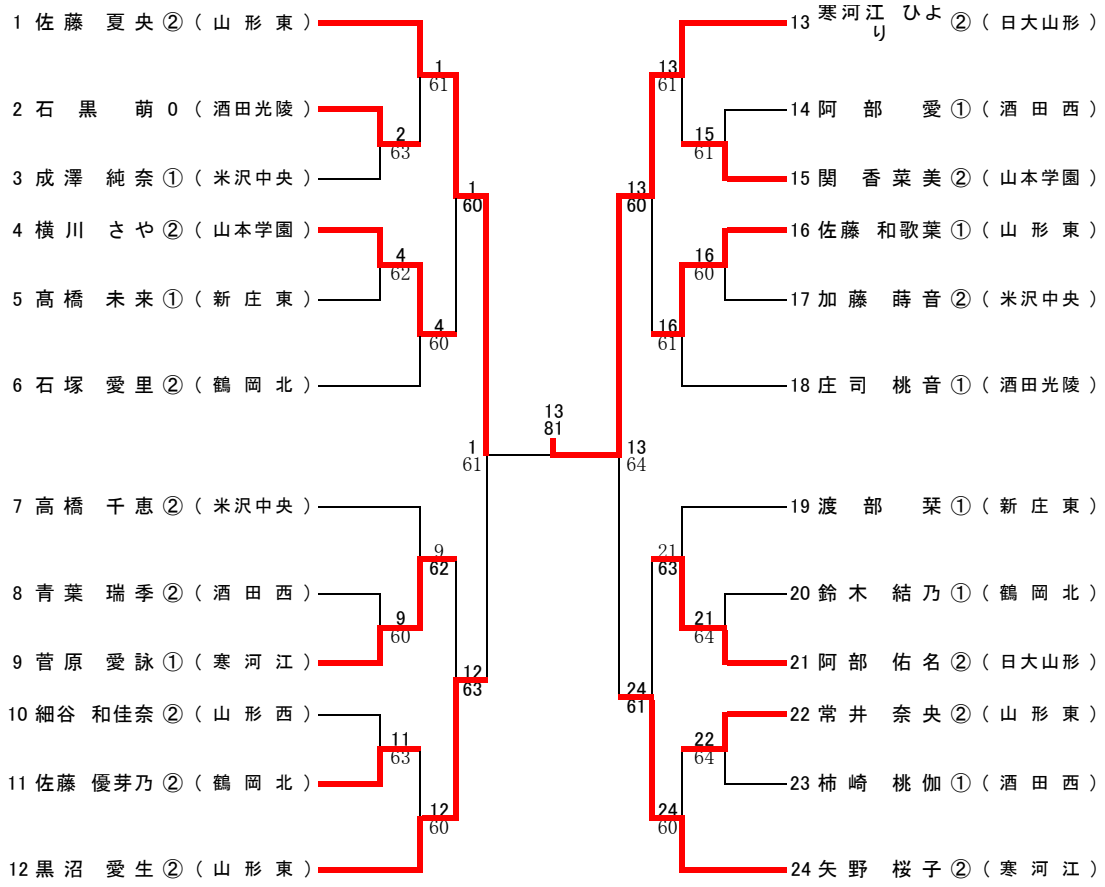 1 佐藤 夏央 ② （山形東）
2 石黒 萌 0 （酒田光陵）
3 成澤 純奈 ① （米沢中央）
4 横川 さや ② （山本学園）
5 髙橋 未来 ① （新庄東）
6 石塚 愛里 ② （鶴岡北）
7 高橋 千恵 ② （米沢中央）
8 青葉 瑞季 ② （酒田西）
9 菅原 愛詠 ① （寒河江）
10 細谷 和佳奈 ② （山形西）
11 佐藤 優芽乃 ② （鶴岡北）
12 黒沼 愛生 ② （山形東）
1
61
2
63
4
62
4
60
1
60
9
62
9
60
11
63
12
60
12
63
1
61
13
81
13
64
13
60
13
61
15
61
16
60
16
61
21
63
21
64
22
64
24
60
24
61
13 寒河江 ひより ② （日大山形）
14 阿部 愛 ① （酒田西）
15 関 香菜美 ② （山本学園）
16 佐藤 和歌葉 ① （山形東）
17 加藤 蒔音 ② （米沢中央）
18 庄司 桃音 ① （酒田光陵）
19 渡部 栞 ① （新庄東）
20 鈴木 結乃 ① （鶴岡北）
21 阿部 佑名 ② （日大山形）
22 常井 奈央 ② （山形東）
23 柿崎 桃伽 ① （酒田西）
24 矢野 桜子 ② （寒河江）